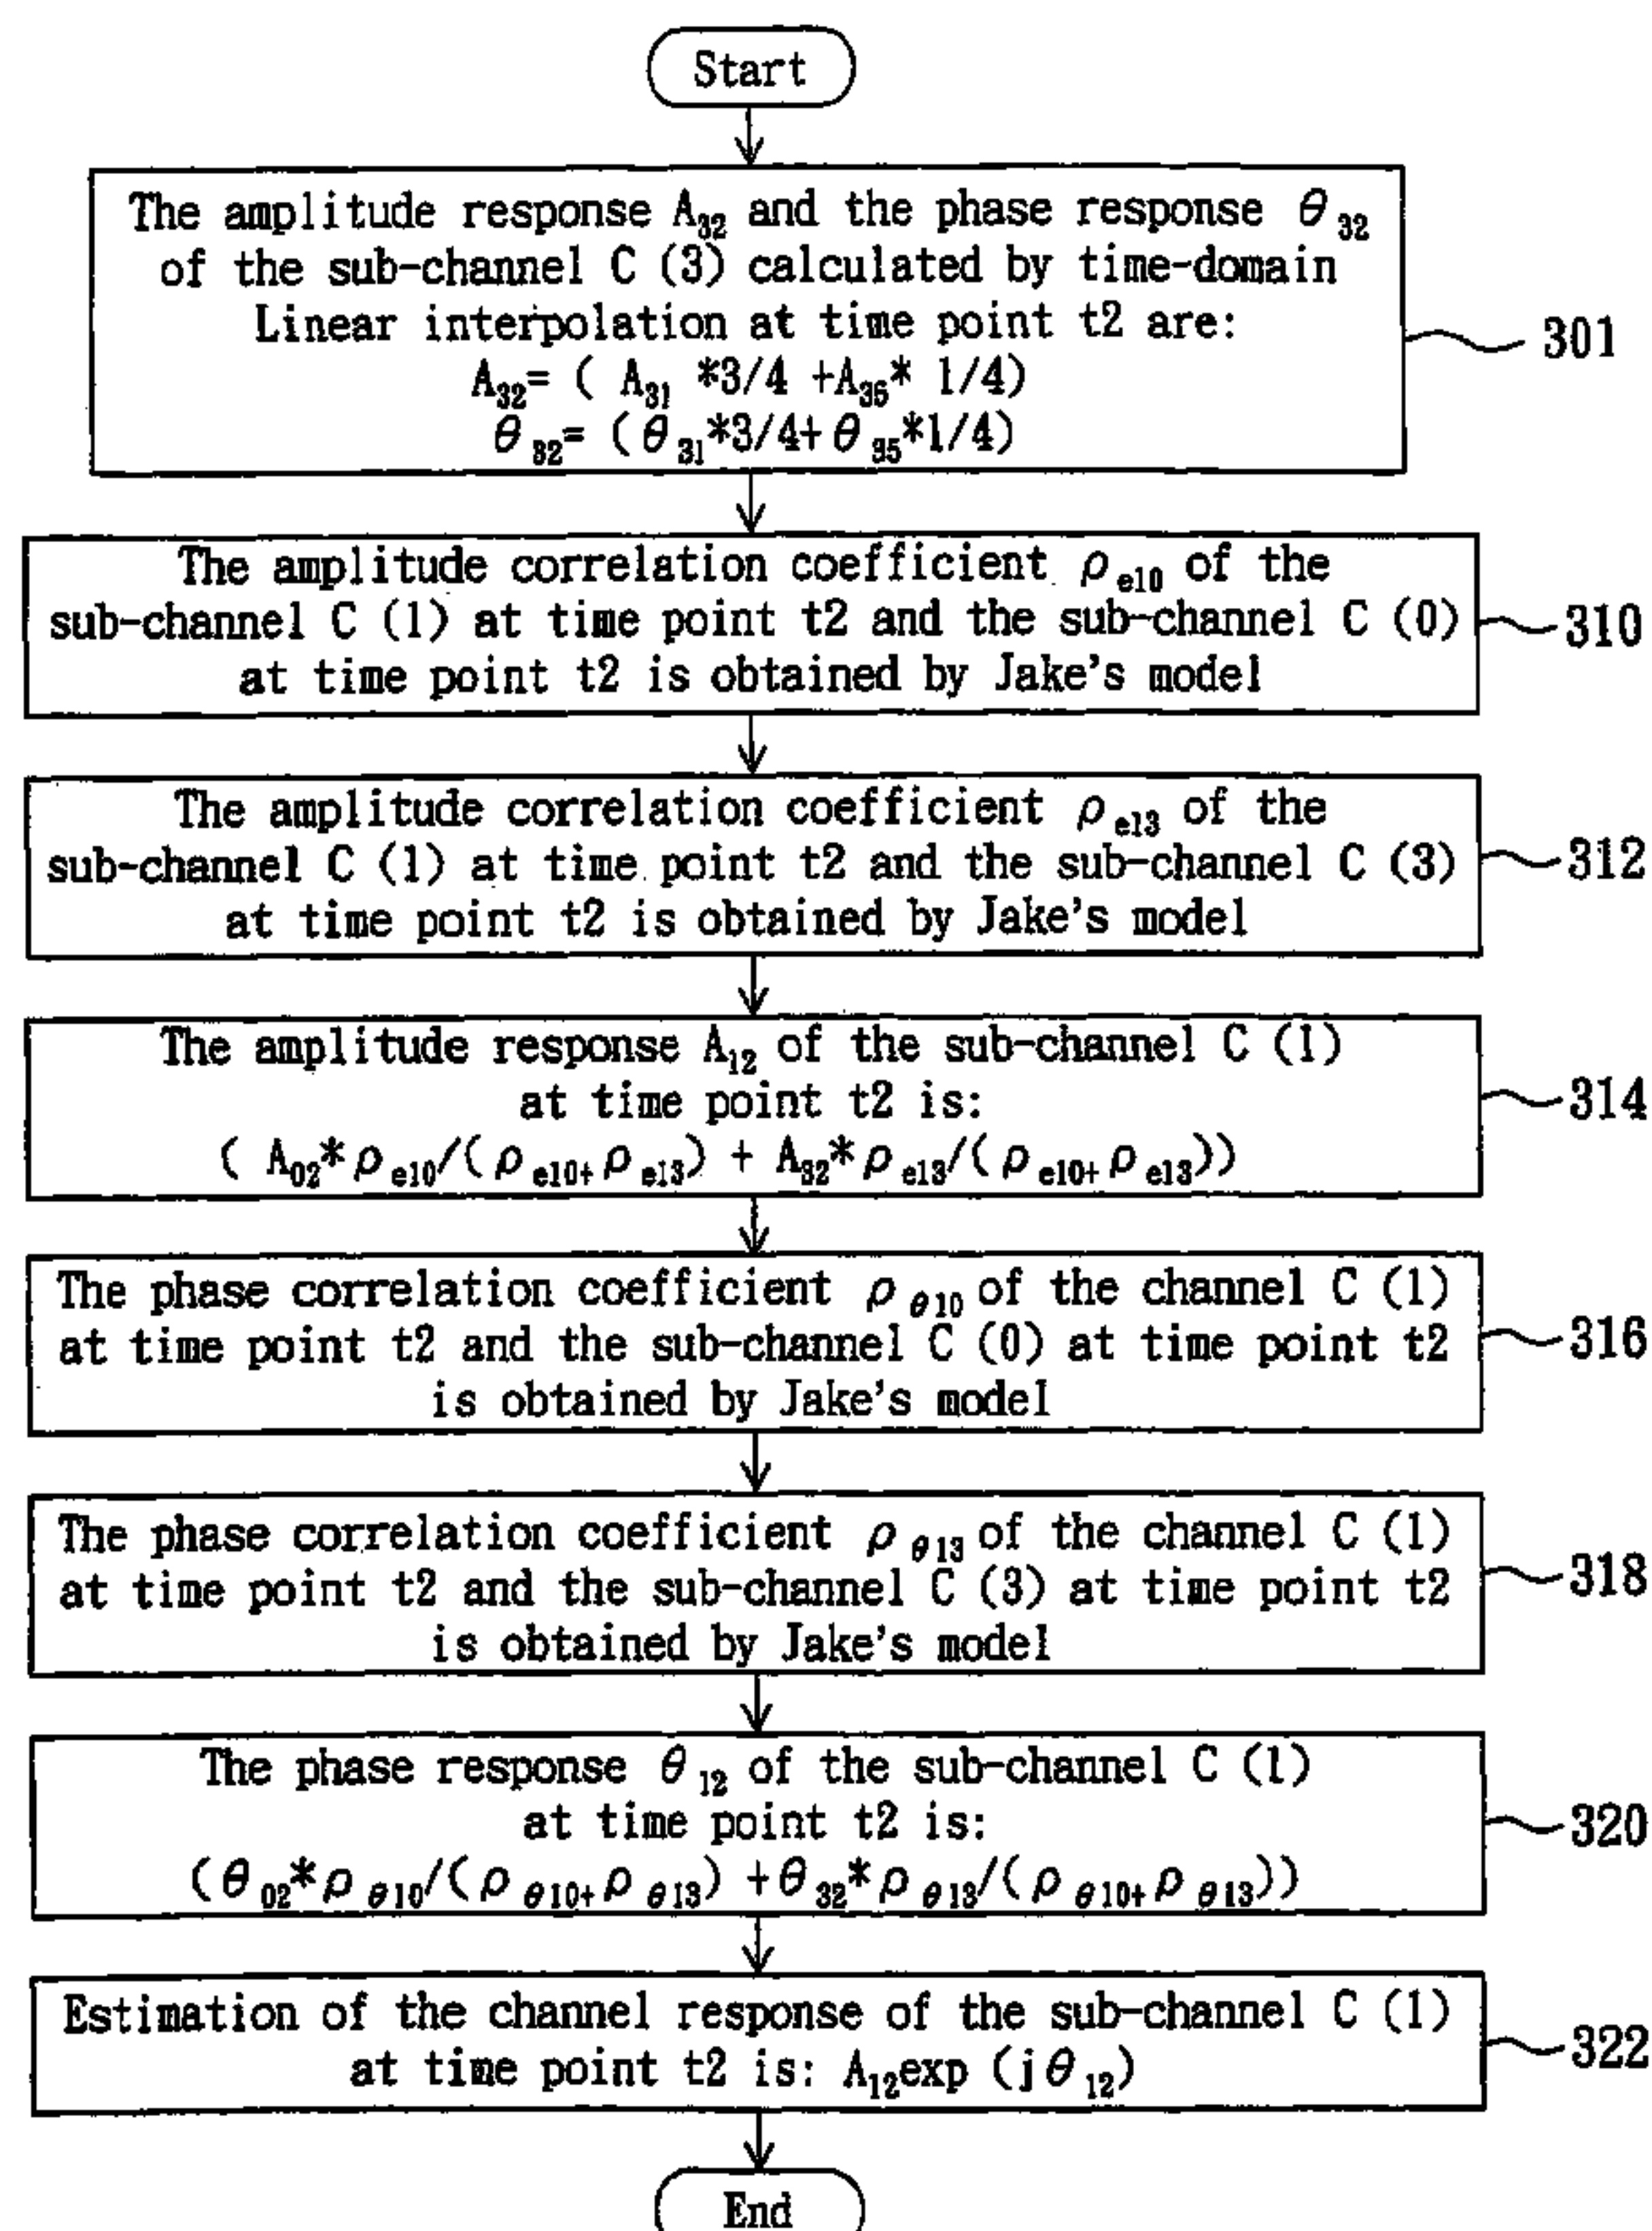 Start
The amplitude response A₃₂ and the phase response θ₃₂
of the sub-channel C (3) calculated by time-domain
Linear interpolation at time point t2 are:
A₃₂= ( A₃₁ *3/4 +A₃₅* 1/4)
θ₃₂= (θ₃₁*3/4+θ₃₅*1/4)
301
The amplitude correlation coefficient ρₑ₁₀ of the
sub-channel C (1) at time point t2 and the sub-channel C (0)
at time point t2 is obtained by Jake's model
310
The amplitude correlation coefficient ρₑ₁₃ of the
sub-channel C (1) at time point t2 and the sub-channel C (3)
at time point t2 is obtained by Jake's model
312
The amplitude response A₁₂ of the sub-channel C (1)
at time point t2 is:
( A₀₂*ρₑ₁₀/(ρₑ₁₀₊ρₑ₁₃) + A₃₂*ρₑ₁₃/(ρₑ₁₀₊ρₑ₁₃))
314
The phase correlation coefficient ρ_θ10 of the channel C (1)
at time point t2 and the sub-channel C (0) at time point t2
is obtained by Jake's model
316
The phase correlation coefficient ρ_θ13 of the channel C (1)
at time point t2 and the sub-channel C (3) at time point t2
is obtained by Jake's model
318
The phase response θ₁₂ of the sub-channel C (1)
at time point t2 is:
(θ₀₂*ρ_θ10/(ρ_θ10+ρ_θ13) +θ₃₂*ρ_θ13/(ρ_θ10+ρ_θ13))
320
Estimation of the channel response of the sub-channel C (1)
at time point t2 is: A₁₂exp (jθ₁₂)
322
End